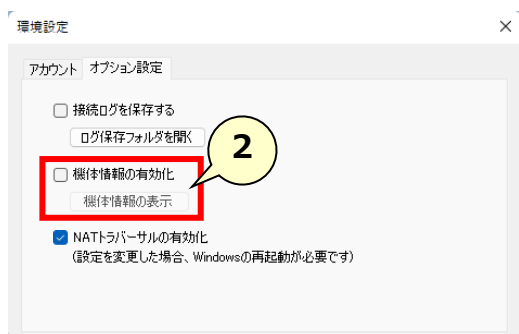 環境設定
アカウント オプション設定
接続ログを保存する
ログ保存フォルダを開く
2
機体情報の有効化
機体情報の表示
NATトラバーサルの有効化
(設定を変更した場合、Windowsの再起動が必要です)